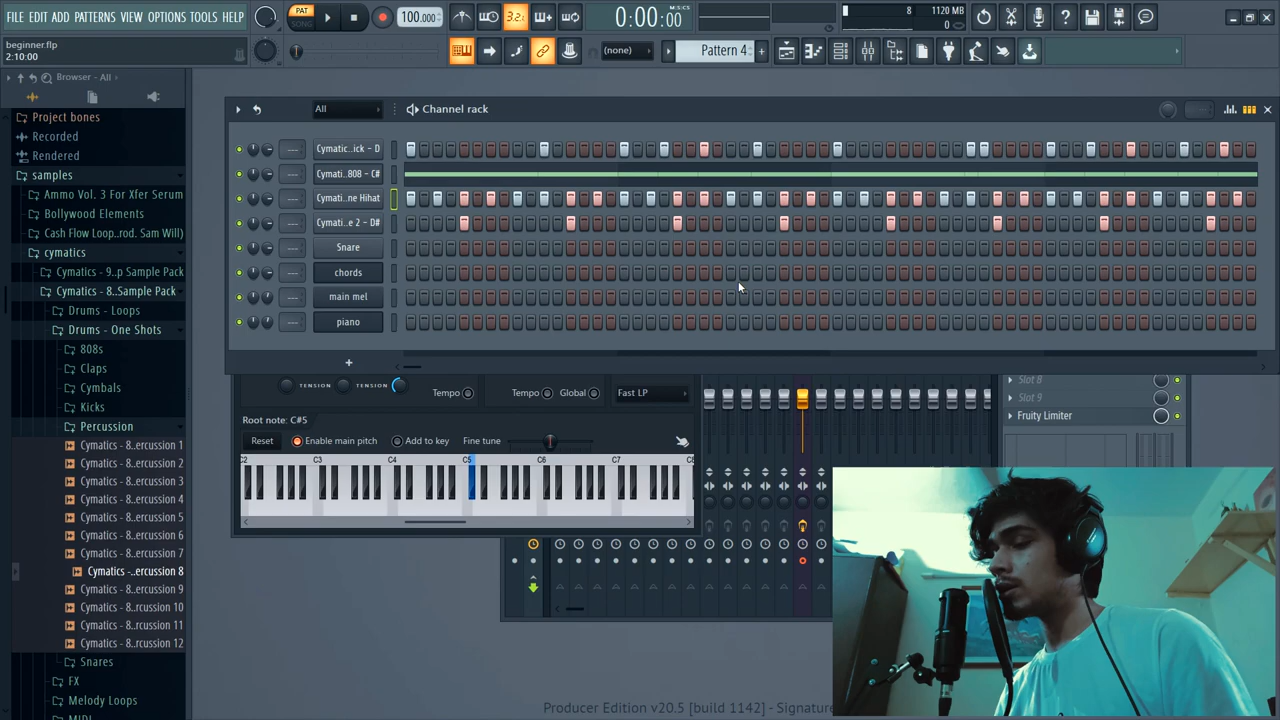 FILE EDIT ADD PATTERNS VIEW OPTIONS TOOLS HELP
PAT
SONG
100.000
3.2.
0:00:00
M:S:CS
8
1120 MB
0
beginner.flp
2:10:00
(none)
Pattern 4
Browser - All
Project bones
Recorded
Rendered
samples
Ammo Vol. 3 For Xfer Serum
Bollywood Elements
Cash Flow Loop..rod. Sam Will)
cymatics
Cymatics - 9..p Sample Pack
Cymatics - 8..Sample Pack
Drums - Loops
Drums - One Shots
808s
Claps
Cymbals
Kicks
Percussion
Cymatics - 8..ercussion 1
Cymatics - 8..ercussion 2
Cymatics - 8..ercussion 3
Cymatics - 8..ercussion 4
Cymatics - 8..ercussion 5
Cymatics - 8..ercussion 6
Cymatics - 8..ercussion 7
Cymatics -..ercussion 8
Cymatics - 8..ercussion 9
Cymatics - 8..rcussion 10
Cymatics - 8..rcussion 11
Cymatics - 8..rcussion 12
Snares
FX
Melody Loops
MIDI
All
Channel rack
Cymatic..ick - D
Cymati..808 - C#
Cymati..ne Hihat
Cymati..e 2 - D#
Snare
chords
main mel
piano
TENSION
TENSION
Tempo
Tempo
Global
Fast LP
Root note: C#5
Reset
Enable main pitch
Add to key
Fine tune
C2
C3
C4
C5
C6
C7
Slot 8
Slot 9
Fruity Limiter
Producer Edition v20.5 [build 1142] - Signature